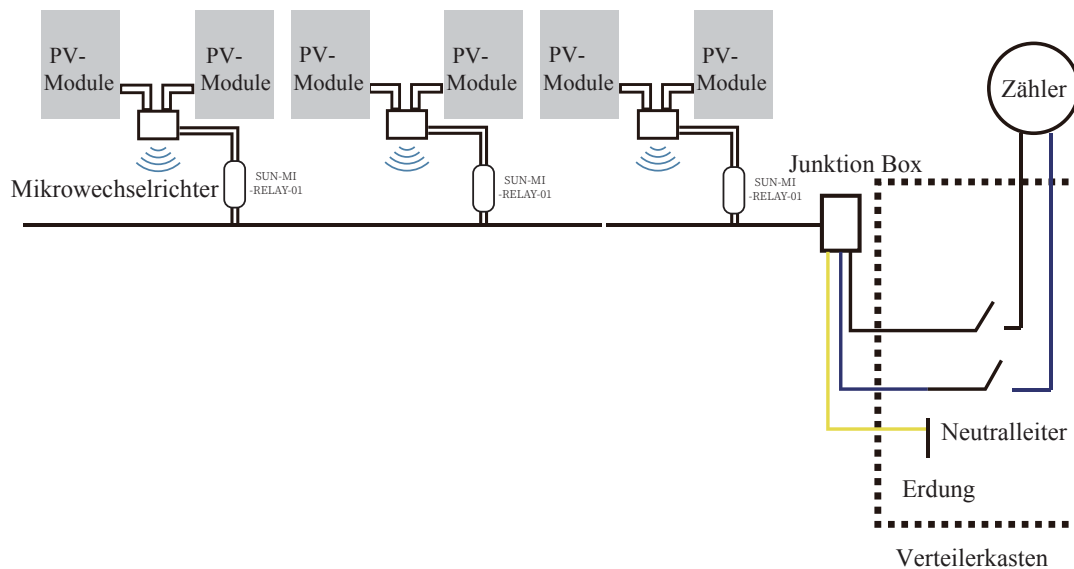 PV-
Module
PV-
Module
PV-
Module
PV-
Module
PV-
Module
PV-
Module
Zähler
Mikrowechselrichter
SUN-MI
-RELAY-01
SUN-MI
-RELAY-01
SUN-MI
-RELAY-01
Junktion Box
Neutralleiter
Erdung
Verteilerkasten